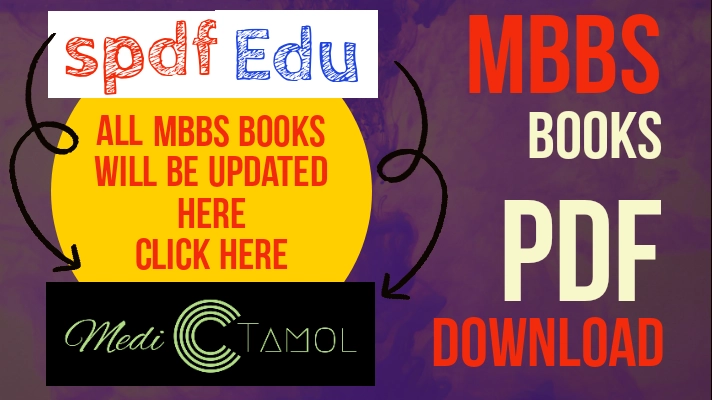 spdf Edu
ALL MBBS BOOKS
WILL BE UPDATED
HERE
CLICK HERE
Medi C TAMOL
MBBS
BOOKS
PDF
DOWNLOAD